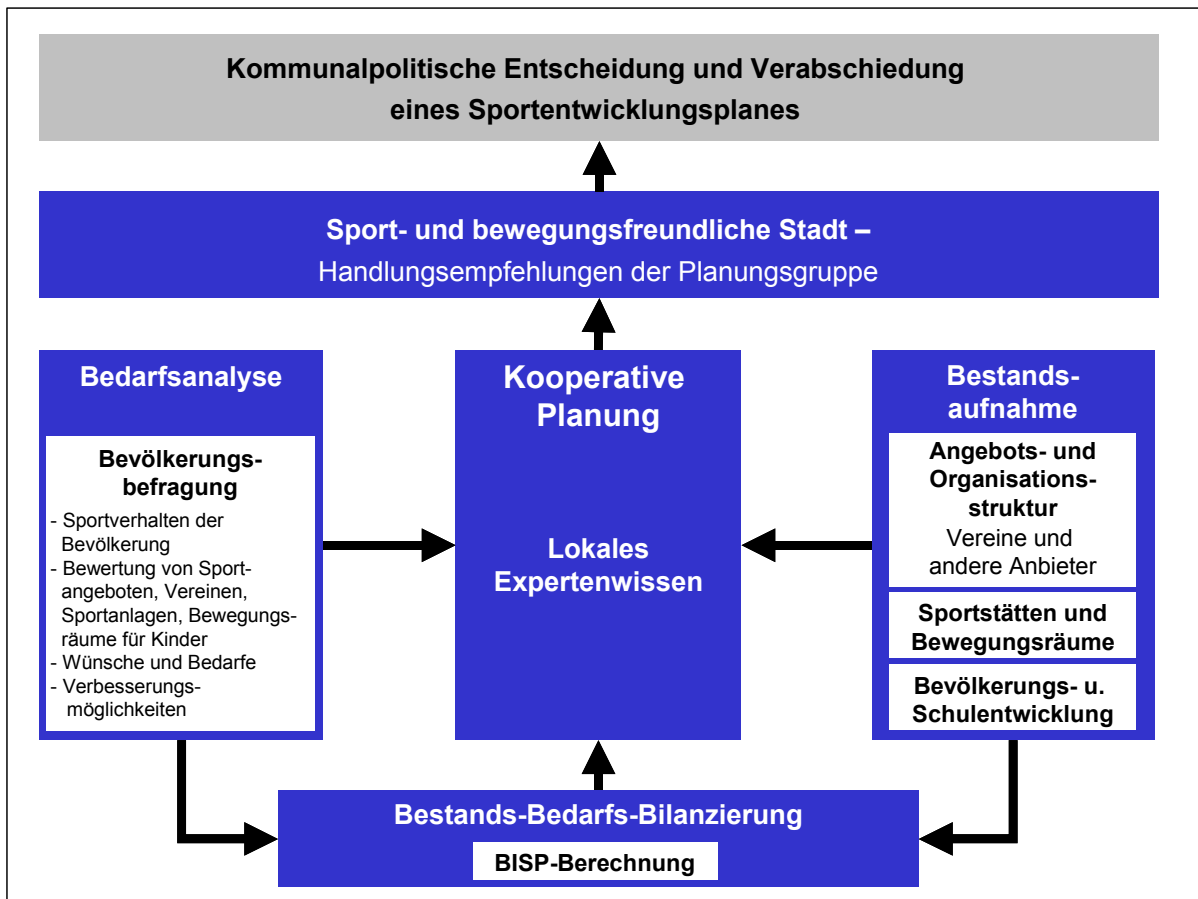 Kommunalpolitische Entscheidung und Verabschiedung
eines Sportentwicklungsplanes
Sport- und bewegungsfreundliche Stadt –
Handlungsempfehlungen der Planungsgruppe
Bedarfsanalyse
Bevölkerungs-
befragung
- Sportverhalten der
Bevölkerung
- Bewertung von Sport-
angeboten, Vereinen,
Sportanlagen, Bewegungs-
räume für Kinder
- Wünsche und Bedarfe
- Verbesserungs-
möglichkeiten
Kooperative
Planung
Lokales
Expertenwissen
Bestands-
aufnahme
Angebots- und
Organisations-
struktur
Vereine und
andere Anbieter
Sportstätten und
Bewegungsräume
Bevölkerungs- u.
Schulentwicklung
Bestands-Bedarfs-Bilanzierung
BISP-Berechnung